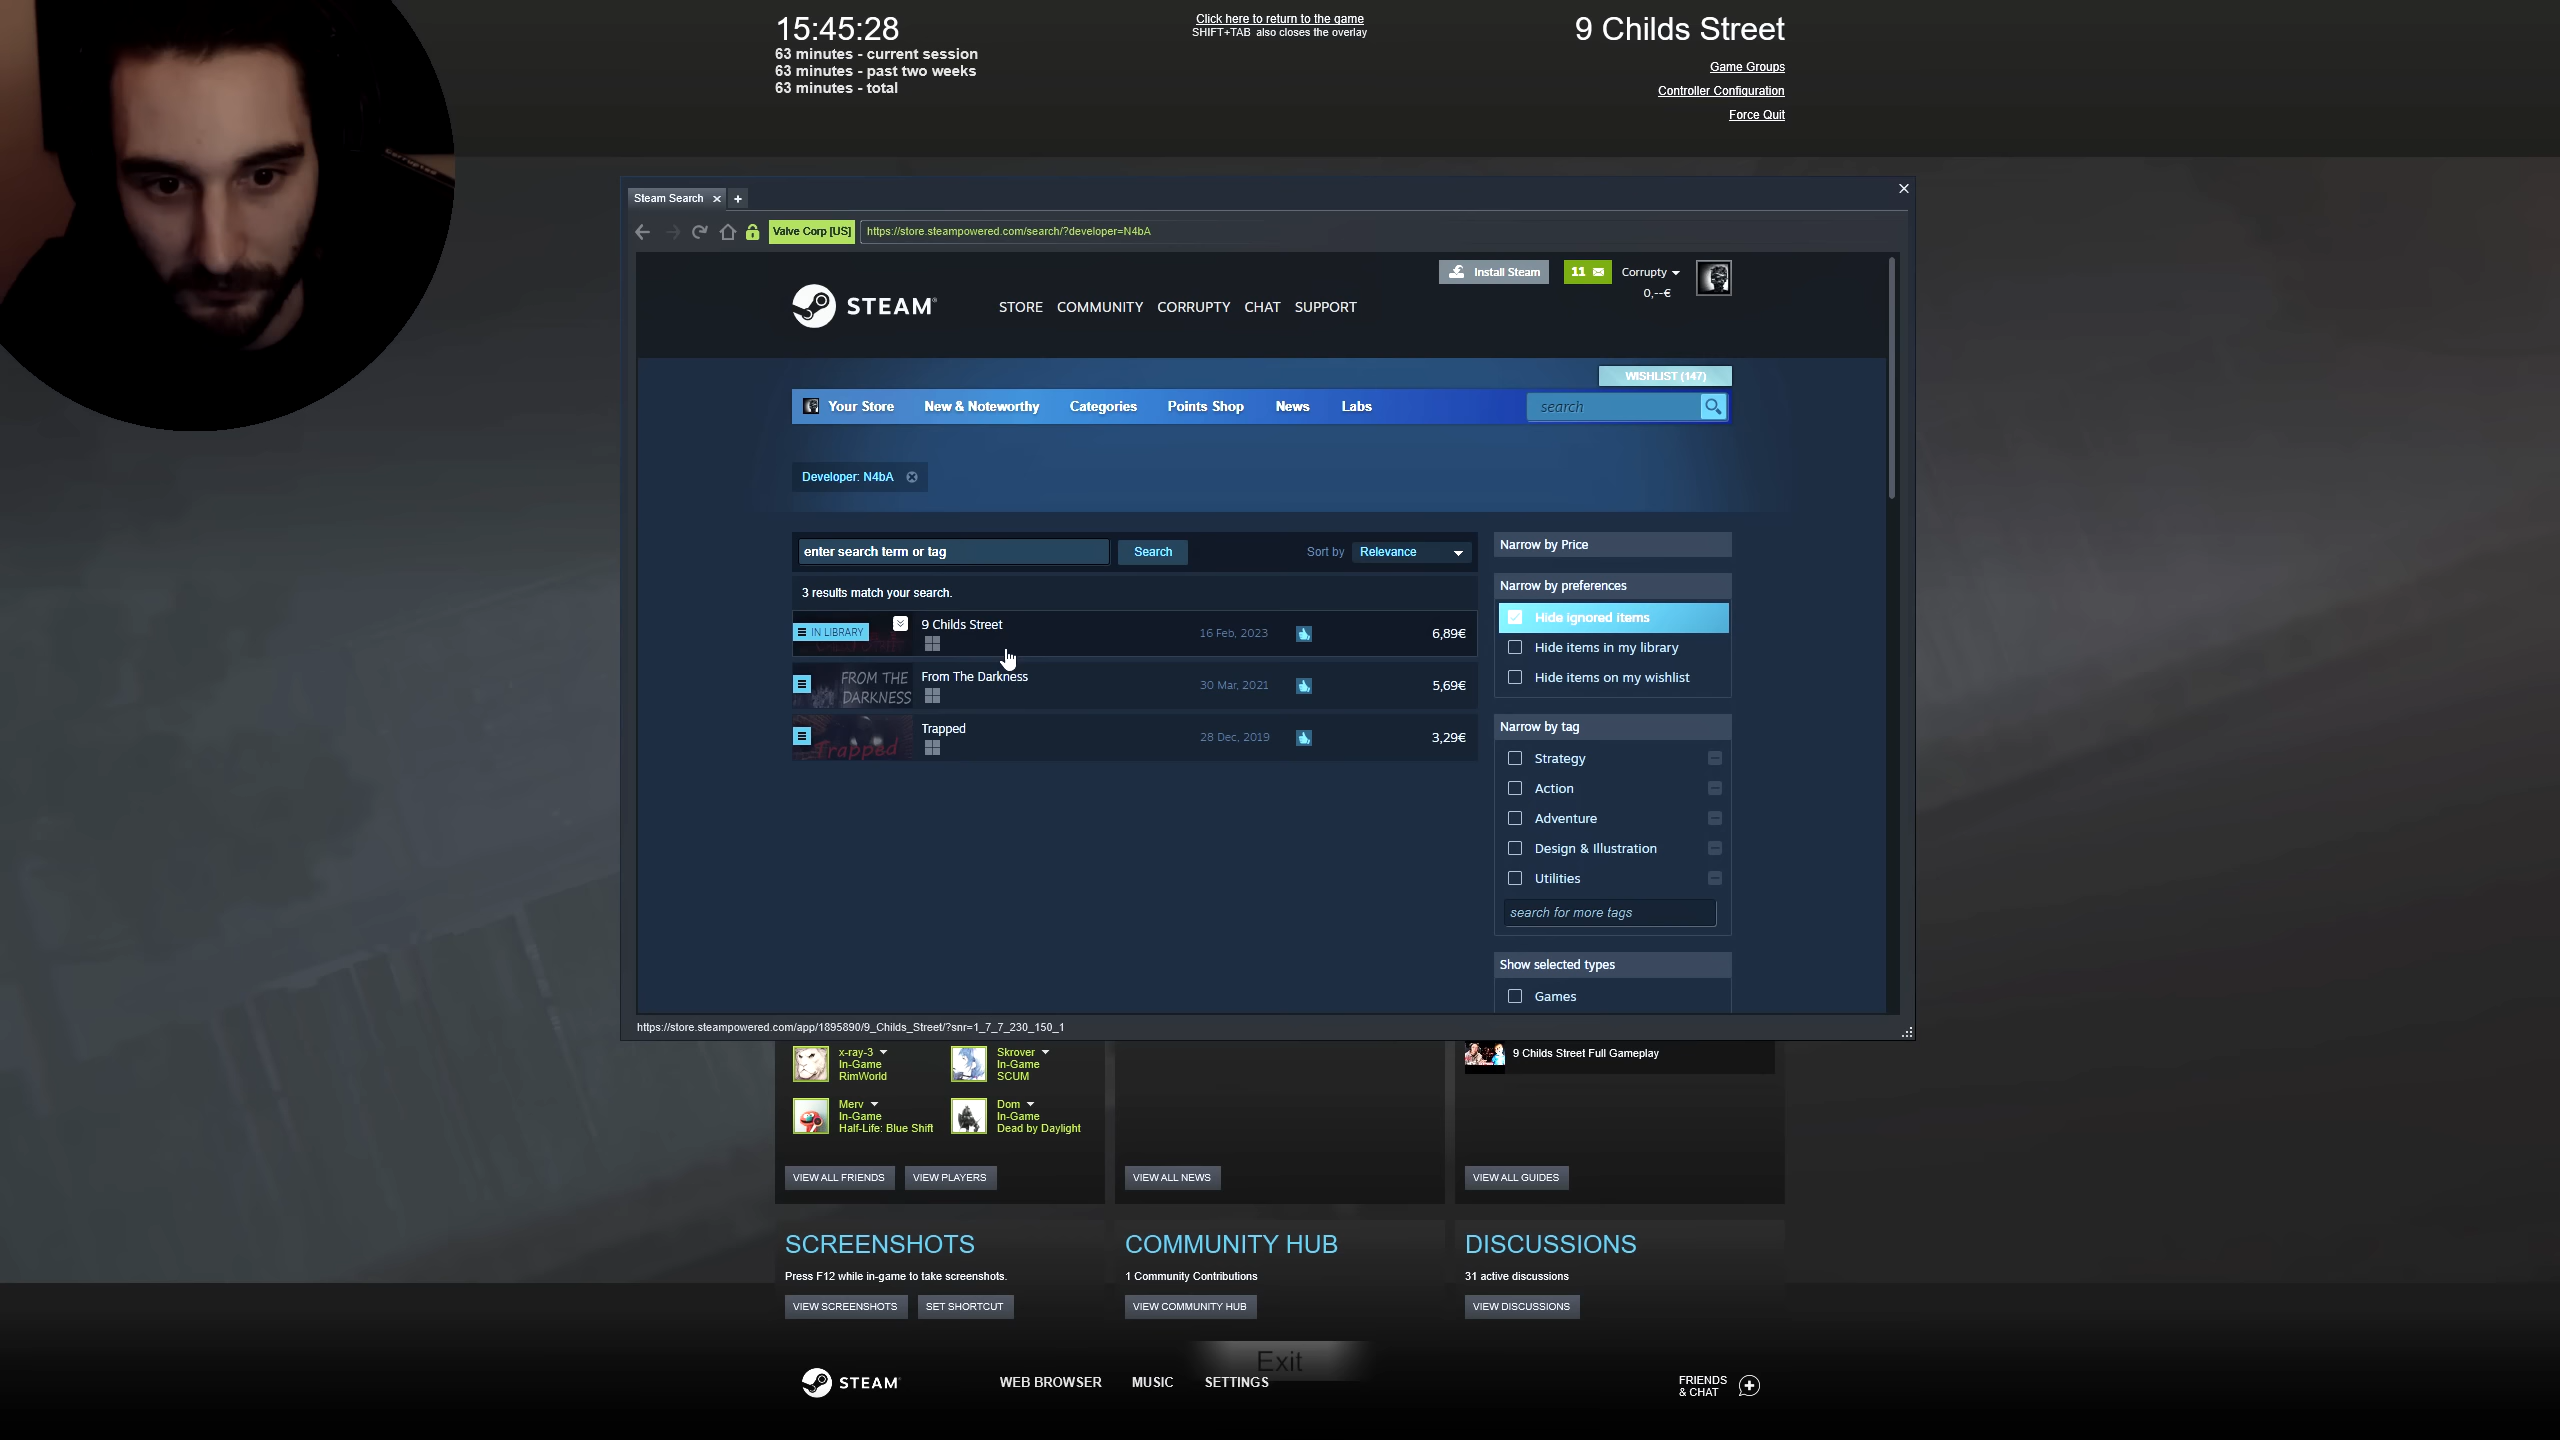 15:45:28
63 minutes - current session
63 minutes - past two weeks
63 minutes - total
Click here to return to the game
SHIFT+TAB also closes the overlay
9 Childs Street
Game Groups
Controller Configuration
Force Quit
Steam Search
Valve Corp [US]
https://store.steampowered.com/search/?developer=N4bA
Install Steam
11
Corrupty
0,--€
STEAM
STORE COMMUNITY CORRUPTY CHAT SUPPORT
WISHLIST (147)
Your Store New & Noteworthy Categories Points Shop News Labs
search
Developer: N4bA
enter search term or tag
Search
Sort by Relevance
3 results match your search.
IN LIBRARY
9 Childs Street
16 Feb, 2023
6,89€
FROM THE DARKNESS
From The Darkness
30 Mar, 2021
5,69€
Trapped
Trapped
28 Dec, 2019
3,29€
Narrow by Price
Narrow by preferences
Hide ignored items
Hide items in my library
Hide items on my wishlist
Narrow by tag
Strategy
Action
Adventure
Design & Illustration
Utilities
search for more tags
Show selected types
Games
https://store.steampowered.com/app/1895890/9_Childs_Street/?snr=1_7_7_230_150_1
x-ray-3
In-Game
RimWorld
Skrover
In-Game
SCUM
Merv
In-Game
Half-Life: Blue Shift
Dom
In-Game
Dead by Daylight
9 Childs Street Full Gameplay
VIEW ALL FRIENDS
VIEW PLAYERS
VIEW ALL NEWS
VIEW ALL GUIDES
SCREENSHOTS
Press F12 while in-game to take screenshots.
VIEW SCREENSHOTS
SET SHORTCUT
COMMUNITY HUB
1 Community Contributions
VIEW COMMUNITY HUB
DISCUSSIONS
31 active discussions
VIEW DISCUSSIONS
Exit
STEAM
WEB BROWSER MUSIC SETTINGS
FRIENDS
& CHAT